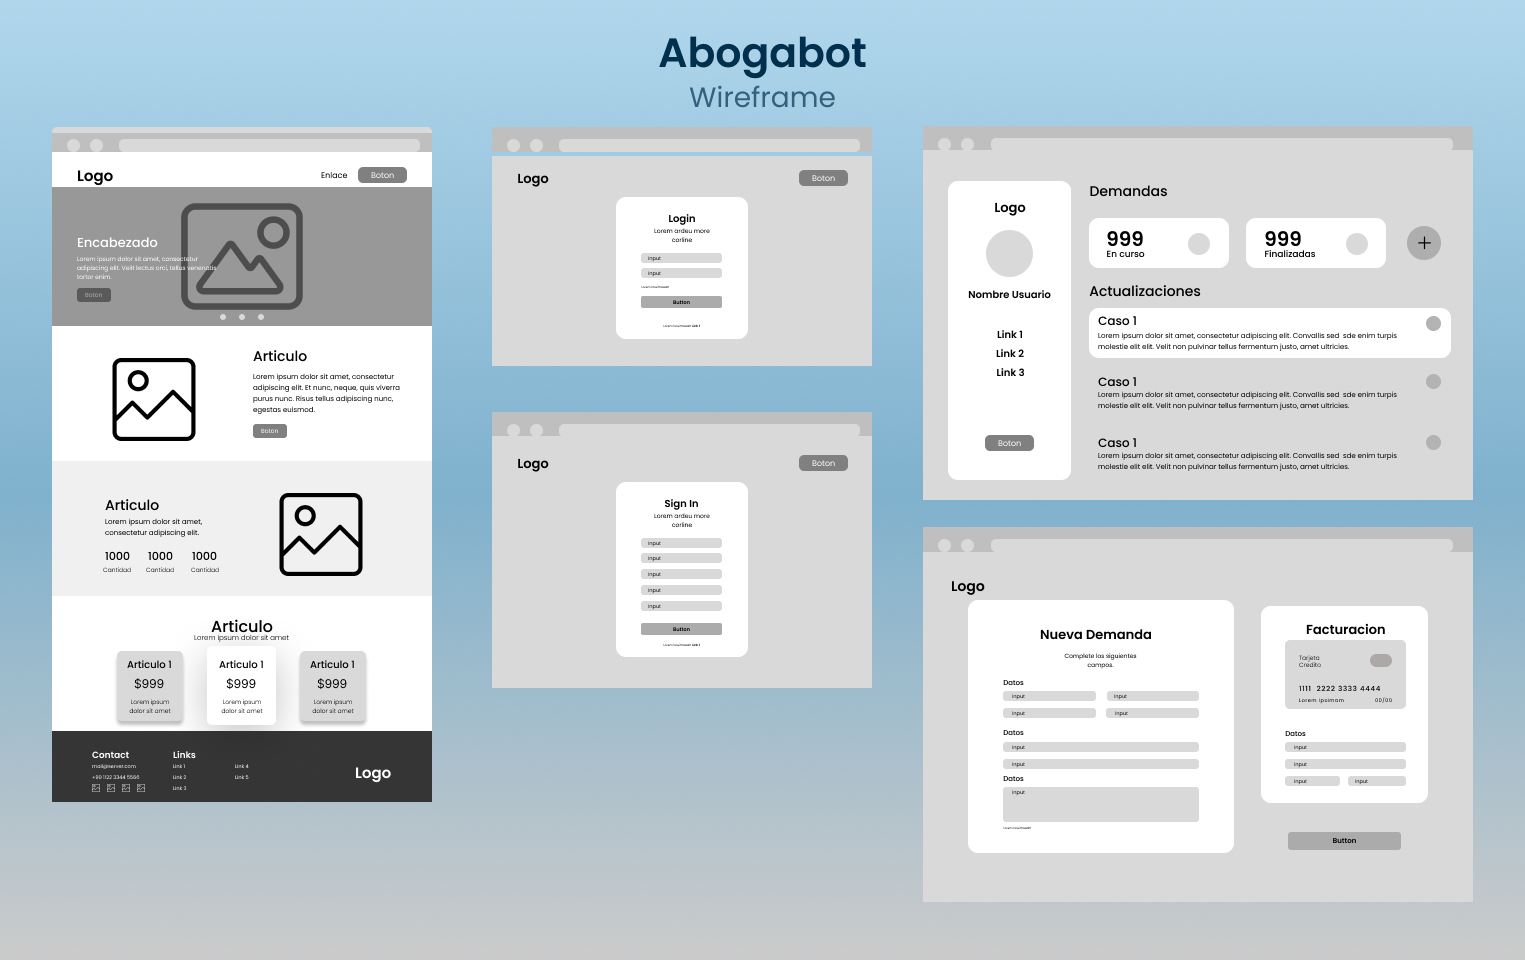 Abogabot
Wireframe
Logo
Enlace
Boton
Encabezado
Lorem ipsum dolor sit amet, consectetur
adipiscing elit. Velit lectus orci, tellus venenatis
tortor enim.
Boton
Articulo
Lorem ipsum dolor sit amet, consectetur
adipiscing elit. Et nunc, neque, quis viverra
purus nunc. Risus tellus adipiscing nunc,
egestas euismod.
Boton
Articulo
Lorem ipsum dolor sit amet,
consectetur adipiscing elit.
1000 1000 1000
Cantidad Cantidad Cantidad
Articulo
Lorem ipsum dolor sit amet
Articulo 1
$999
Lorem ipsum
dolor sit amet
Articulo 1
$999
Lorem ipsum
dolor sit amet
Articulo 1
$999
Lorem ipsum
dolor sit amet
Contact
mail@server.com
+99 1122 3344 5566
Links
Link 1
Link 2
Link 3
Link 4
Link 5
Logo
Logo
Boton
Login
Lorem ardeu more
corline
input
input
Button
Logo
Boton
Sign In
Lorem ardeu more
corline
input
input
input
input
input
Button
Logo
Nombre Usuario
Link 1
Link 2
Link 3
Boton
Demandas
999
En curso
999
Finalizadas
+
Actualizaciones
Caso 1
Lorem ipsum dolor sit amet, consectetur adipiscing elit. Convallis sed sde enim turpis
molestie elit elit. Velit non pulvinar tellus fermentum justo, amet ultricies.
Caso 1
Lorem ipsum dolor sit amet, consectetur adipiscing elit. Convallis sed sde enim turpis
molestie elit elit. Velit non pulvinar tellus fermentum justo, amet ultricies.
Caso 1
Lorem ipsum dolor sit amet, consectetur adipiscing elit. Convallis sed sde enim turpis
molestie elit elit. Velit non pulvinar tellus fermentum justo, amet ultricies.
Logo
Nueva Demanda
Complete los siguientes
campos.
Datos
input input
input input
Datos
input
input
Datos
input
Facturacion
Tarjeta
Credito
1111 2222 3333 4444
Lorem ipsimam 00/00
Datos
input
input
input input
Button